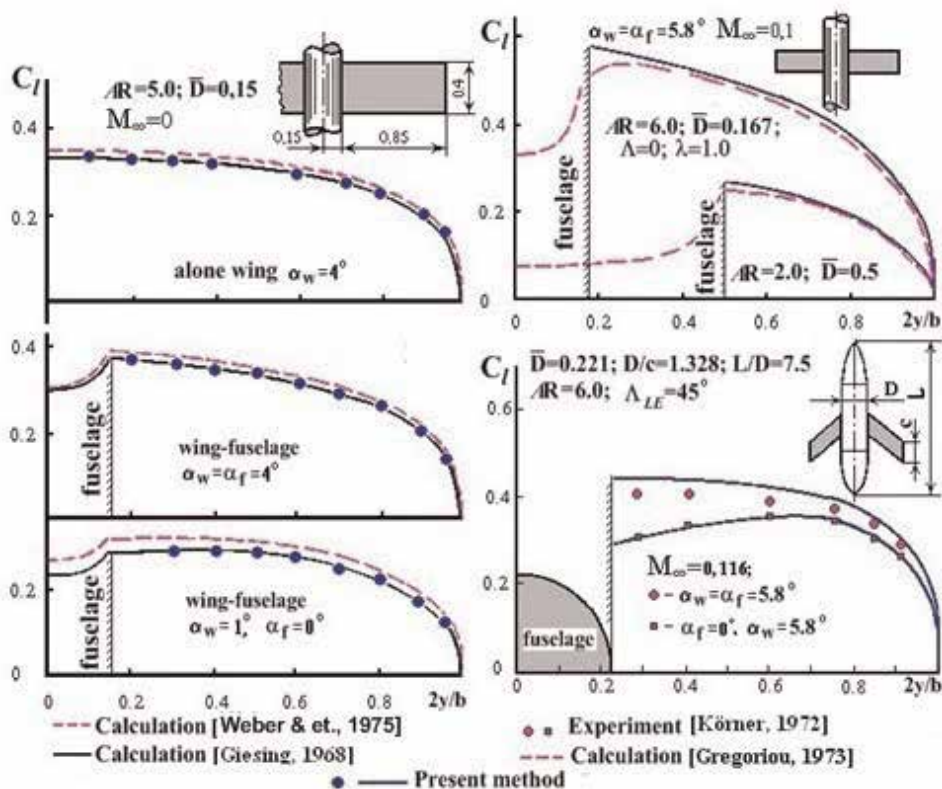 C_l
AR=5.0; D̅=0,15
M∞=0
0.4
0.15
0.85
0.4
0.2
0
alone wing α_w=4°
0.4
0.2
fuselage
wing-fuselage
α_w=α_f=4°
0.2
0
fuselage
wing-fuselage
α_w=1° α_f=0°
0 0.2 0.4 0.6 0.8 2y/b
C_l
α_w=α_f=5.8° M∞=0,1
0.4
0.2
0
fuselage
AR=6.0; D̅=0.167;
Λ=0; λ=1.0
fuselage
AR=2.0; D̅=0.5
0 0.2 0.4 0.6 0.8 2y/b
C_l
D̅=0.221; D/c=1.328; L/D=7.5
AR=6.0; Λ_LE=45°
D
L
c
0.6
0.4
0.2
0
M∞=0,116;
- α_w=α_f=5.8°
- α_f=0°, α_w=5.8°
fuselage
0 0.2 0.4 0.6 0.8 2y/b
Calculation [Weber & et., 1975]
Calculation [Giesing, 1968]
Experiment [Körner, 1972]
Calculation [Gregoriou, 1973]
Present method